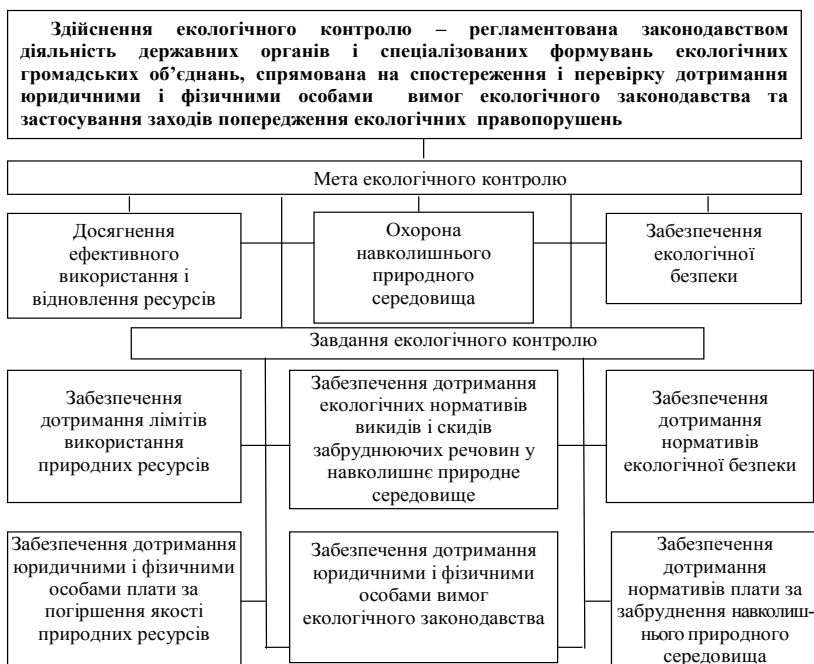 Здійснення екологічного контролю – регламентована законодавством
діяльність державних органів і спеціалізованих формувань екологічних
громадських об’єднань, спрямована на спостереження і перевірку дотримання
юридичними і фізичними особами вимог екологічного законодавства та
застосування заходів попередження екологічних правопорушень
Мета екологічного контролю
Досягнення
ефективного
використання і
відновлення ресурсів
Охорона
навколишнього
природного
середовища
Забезпечення
екологічної
безпеки
Завдання екологічного контролю
Забезпечення
дотримання лімітів
використання
природних ресурсів
Забезпечення дотримання
екологічних нормативів
викидів і скидів
забруднюючих речовин у
навколишнє природне
середовище
Забезпечення
дотримання
нормативів
екологічної безпеки
Забезпечення дотримання
юридичними і фізичними
особами плати за
погіршення якості
природних ресурсів
Забезпечення дотримання
юридичними і фізичними
особами вимог
екологічного законодавства
Забезпечення
дотримання
нормативів плати за
забруднення навколиш-
нього природного
середовища